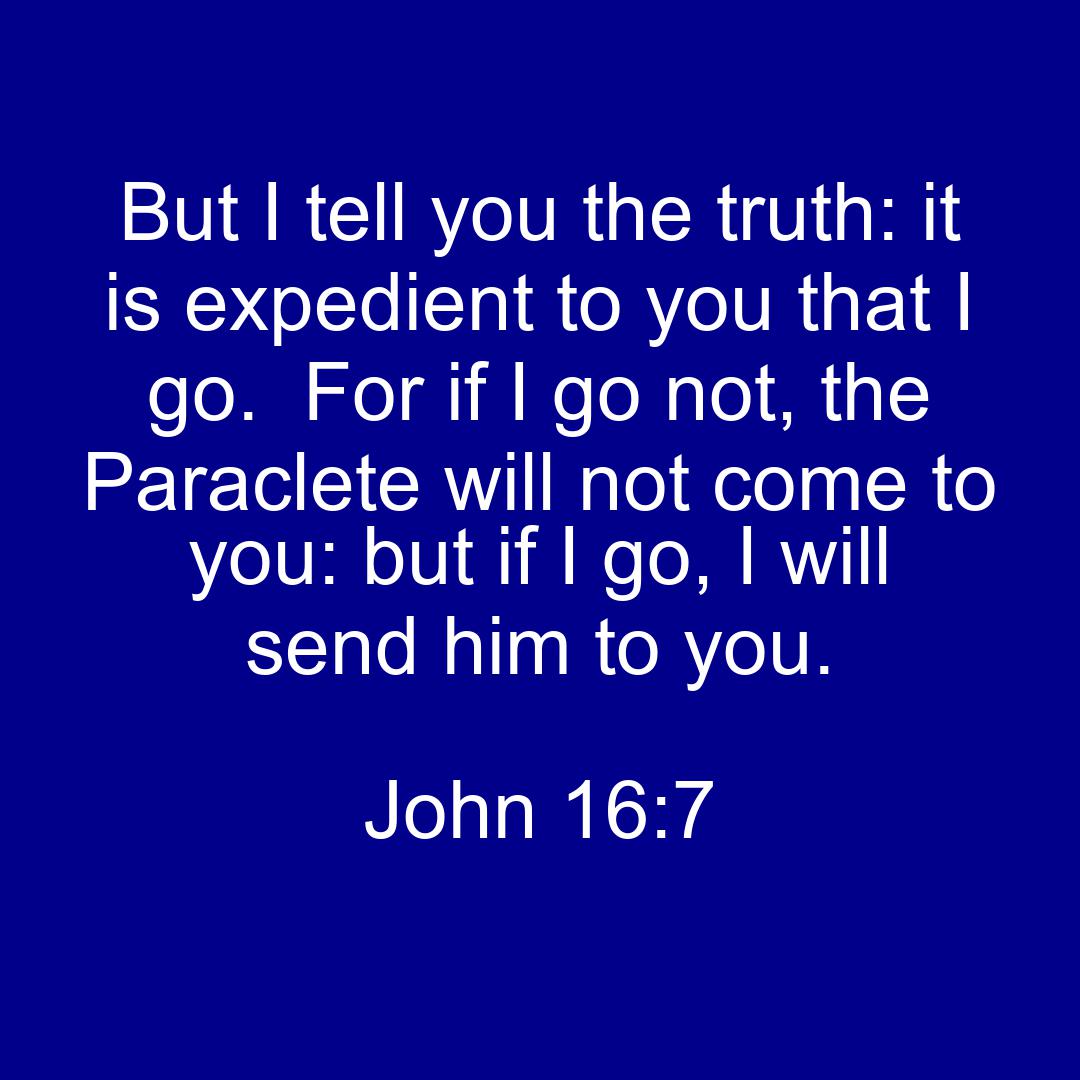 But I tell you the truth: it
is expedient to you that I
go.  For if I go not, the
Paraclete will not come to
you: but if I go, I will
send him to you.
John 16:7